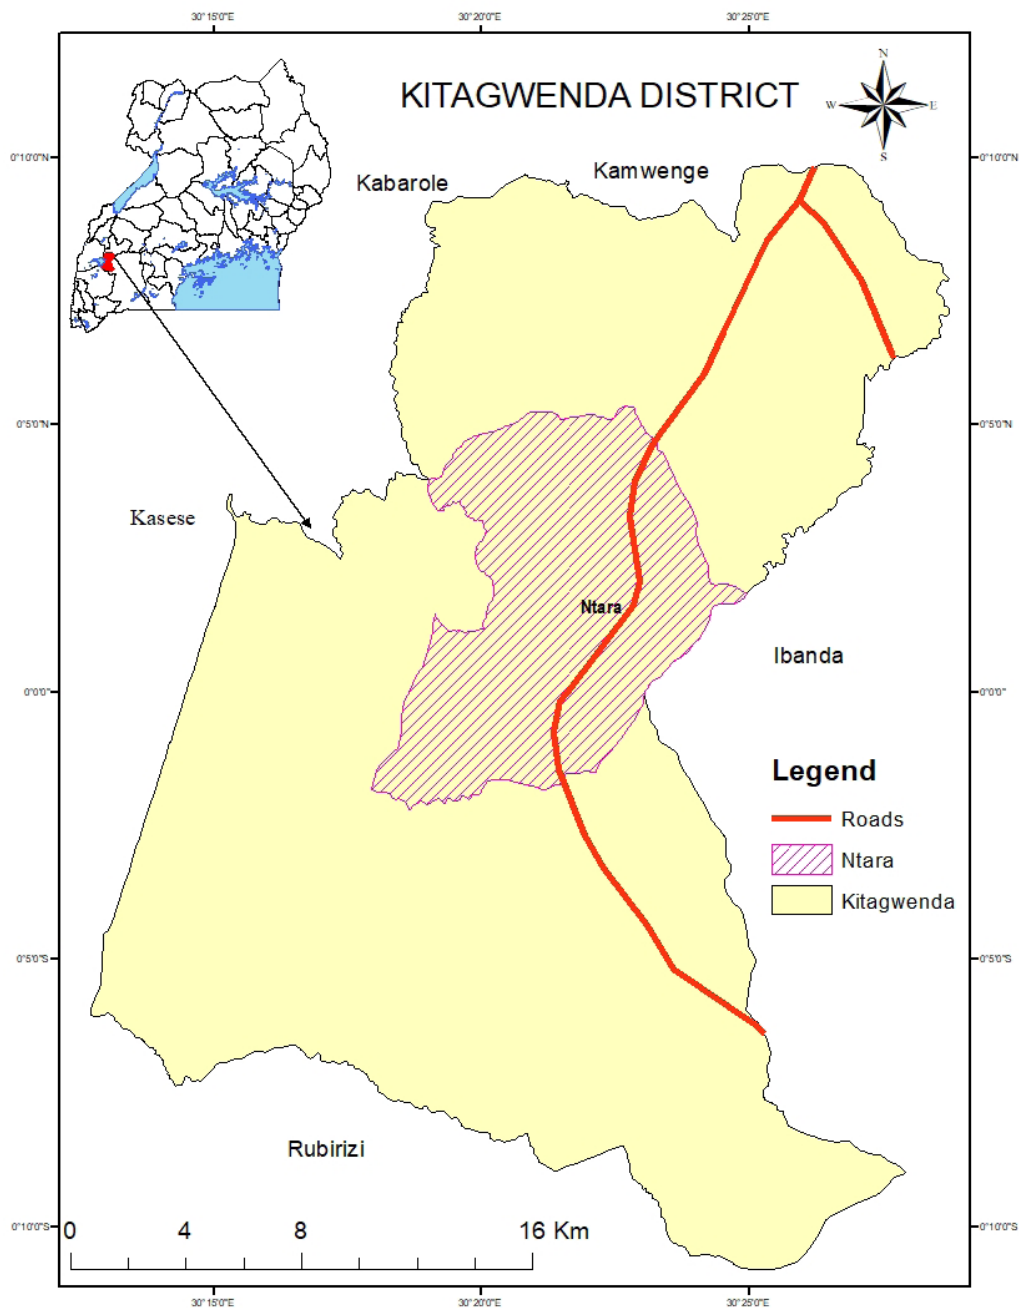 30°15'0"E 30°20'0"E 30°25'0"E
KITAGWENDA DISTRICT
N
W E
S
0°10'0"N 0°10'0"N
Kabarole
Kamwenge
0°5'0"N 0°5'0"N
Kasese
Ntara
Ibanda
0°0'0" 0°0'0"
Legend
Roads
Ntara
Kitagwenda
0°5'0"S 0°5'0"S
Rubirizi
0°10'0"S 0°10'0"S
0 4 8 16 Km
30°15'0"E 30°20'0"E 30°25'0"E